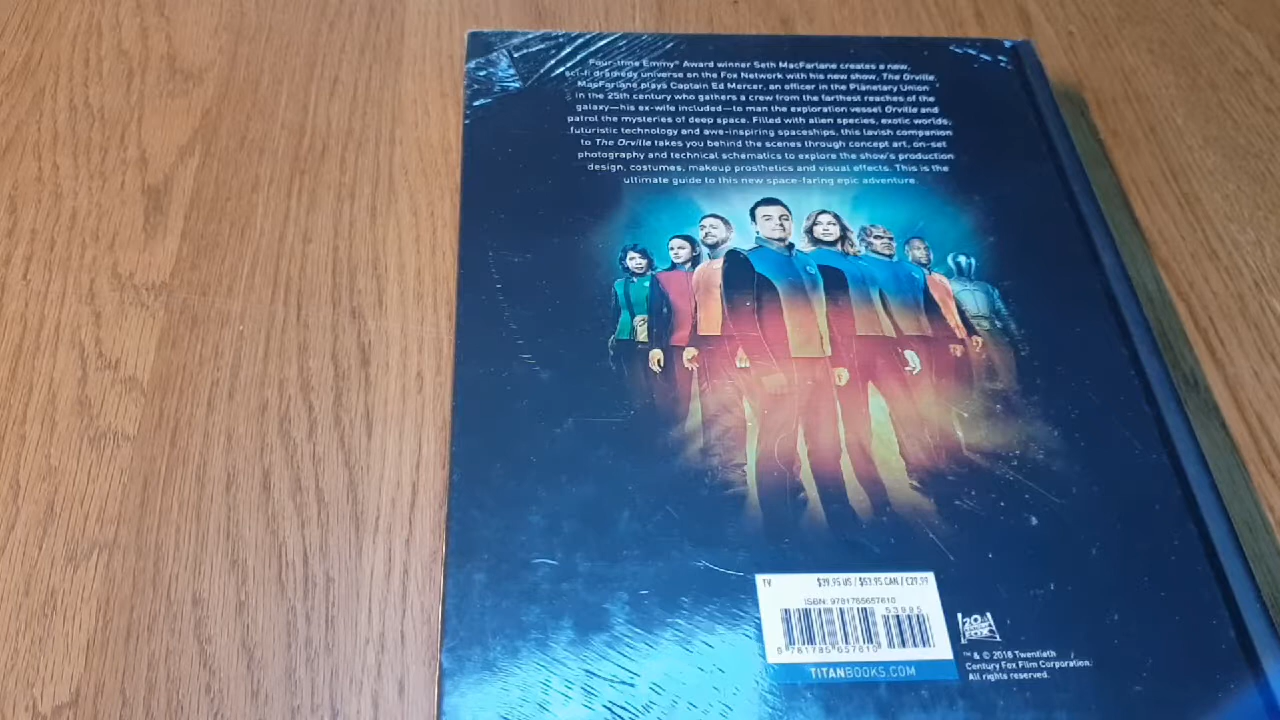 Four-time Emmy® Award winner Seth MacFarlane creates a new,
sci-fi dramedy universe on the Fox Network with his new show, The Orville.
MacFarlane plays Captain Ed Mercer, an officer in the Planetary Union
in the 25th century who gathers a crew from the farthest reaches of the
galaxy—his ex-wife included—to man the exploration vessel Orville and
patrol the mysteries of deep space. Filled with alien species, exotic worlds,
futuristic technology and awe-inspiring spaceships, this lavish companion
to The Orville takes you behind the scenes through concept art, on-set
photography and technical schematics to explore the show's production
design, costumes, makeup prosthetics and visual effects. This is the
ultimate guide to this new space-faring epic adventure.
TV $39.95 US / $53.95 CAN / £29.99
ISBN: 9781785657610
53995
9 781785 657610
TITANBOOKS.COM
20th
CENTURY
FOX
™ & © 2018 Twentieth
Century Fox Film Corporation.
All rights reserved.